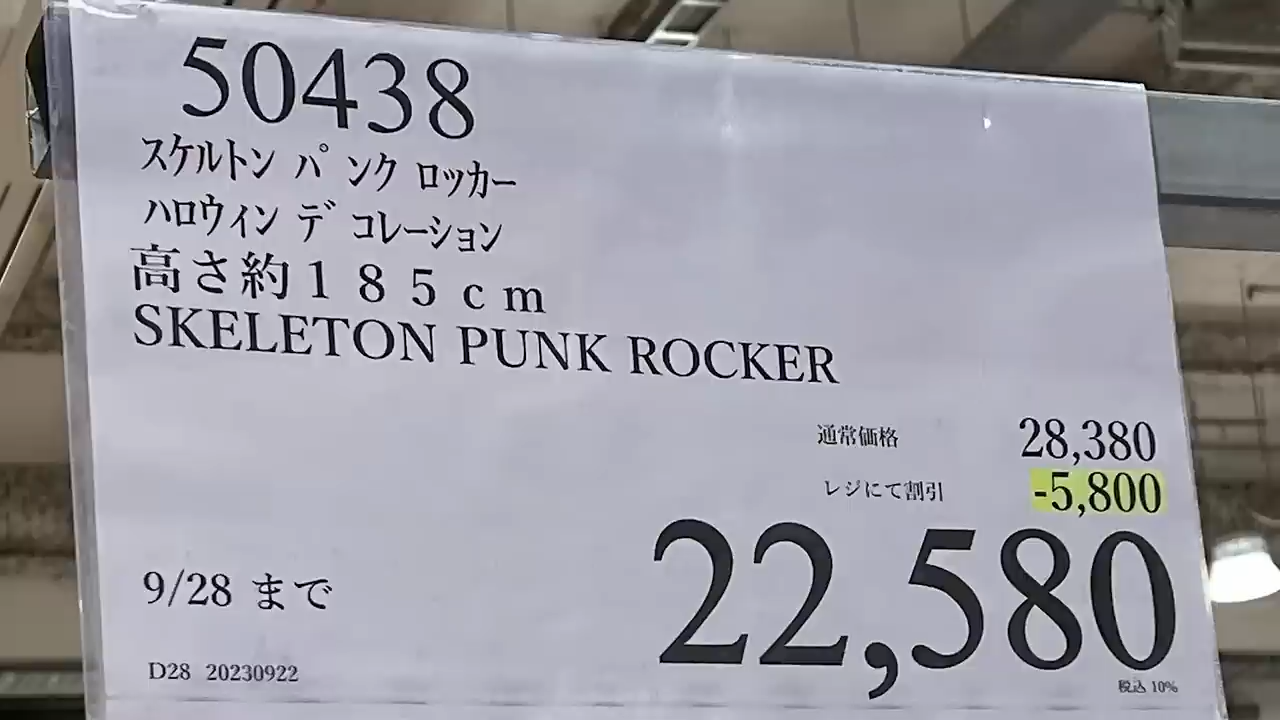 50438
スケルトン パンク ロッカー
ハロウィン デコレーション
高さ約185cm
SKELETON PUNK ROCKER
通常価格 28,380
レジにて割引 -5,800
22,580
9/28 まで
D28 20230922
税込 10%